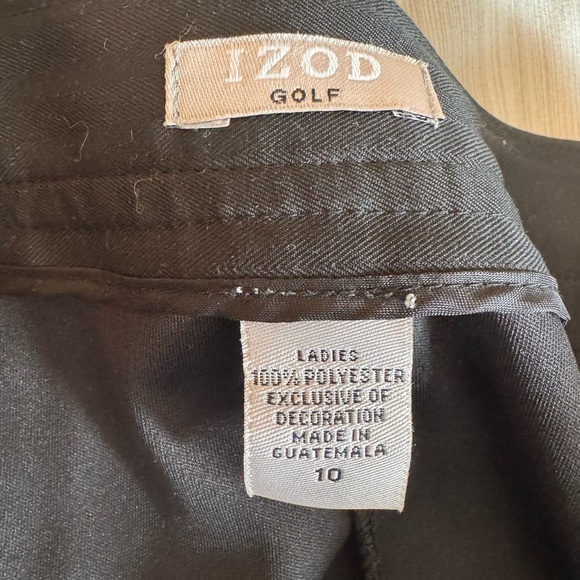 IZOD
GOLF
LADIES
100% POLYESTER
EXCLUSIVE OF
DECORATION
MADE IN
GUATEMALA
10